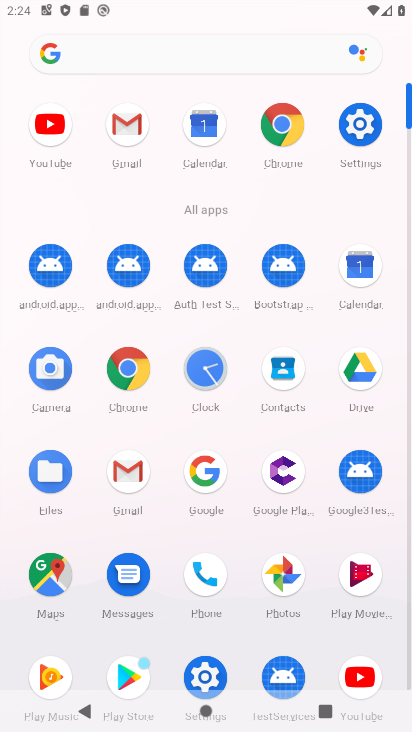 2:24
YouTube Gmail Calendar Chrome Settings
All apps
android.app... android.app... Auth Test S... Bootstrap ... Calendar
Camera Chrome Clock Contacts Drive
Files Gmail Google Google Pla... Google3Tes...
Maps Messages Phone Photos Play Movie...
Play Music Play Store Settings TestServices YouTube